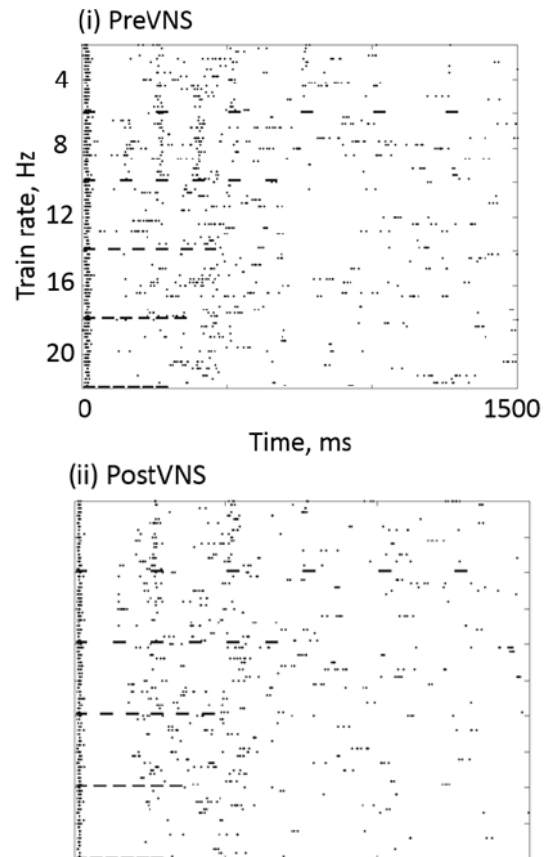 (i) PreVNS
4
8
12
16
20
Train rate, Hz
0 1500
Time, ms
(ii) PostVNS